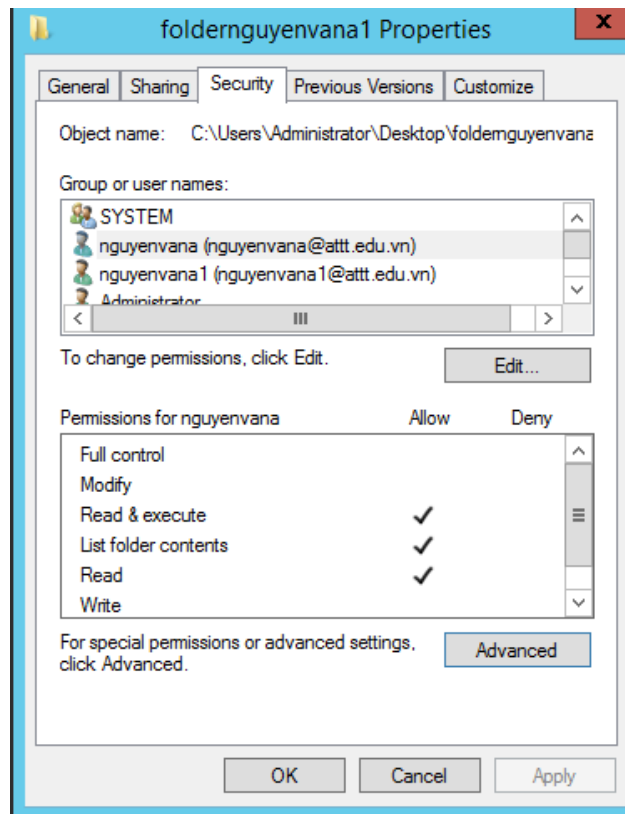 foldernguyenvana1 Properties
x
General Sharing Security Previous Versions Customize
Object name: C:\Users\Administrator\Desktop\foldernguyenvana
Group or user names:
SYSTEM
nguyenvana (nguyenvana@attt.edu.vn)
nguyenvana1 (nguyenvana1@attt.edu.vn)
Administrator
To change permissions, click Edit.
Edit...
Permissions for nguyenvana Allow Deny
Full control
Modify
Read & execute
List folder contents
Read
Write
For special permissions or advanced settings,
click Advanced.
Advanced
OK Cancel Apply